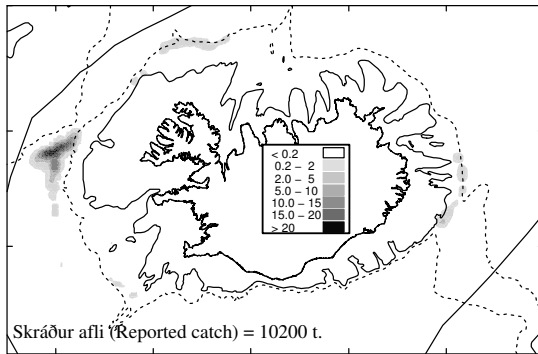 < 0.2
0.2 – 2
2.0 – 5
5.0 – 10
10.0 – 15
15.0 – 20
> 20
Skráður afli (Reported catch) = 10200 t.